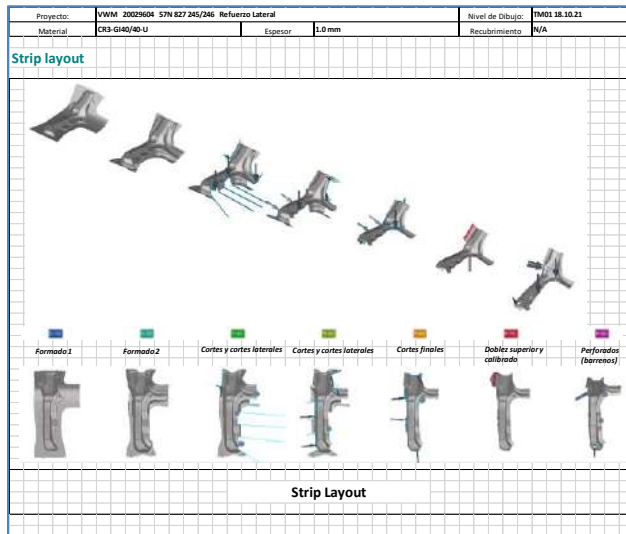 Proyecto: VWM 20029604 57N 827 245/246 Refuerzo Lateral Nivel de Dibujo: TM01 18.10.21
Material CR3-GI40/40-U Espesor 1.0 mm Recubrimiento N/A
Strip layout
Formado1 Formado 2 Cortes y cortes laterales Cortes y cortes laterales Cortes finales Doblez superior y calibrado Perforados (barrenos)
Strip Layout